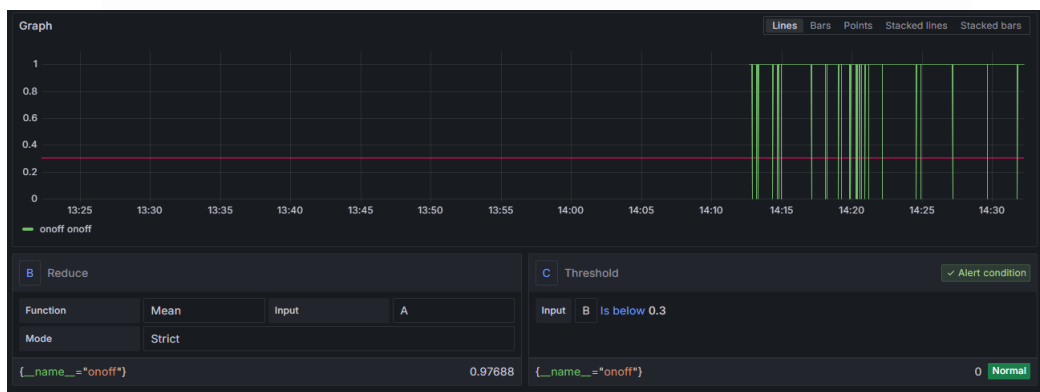 Graph
Lines Bars Points Stacked lines Stacked bars
1
0.8
0.6
0.4
0.2
0
13:25 13:30 13:35 13:40 13:45 13:50 13:55 14:00 14:05 14:10 14:15 14:20 14:25 14:30
onoff onoff
B Reduce
Function Mean Input A
Mode Strict
{__name__="onoff"} 0.97688
C Threshold ✓ Alert condition
Input B Is below 0.3
{__name__="onoff"} 0 Normal